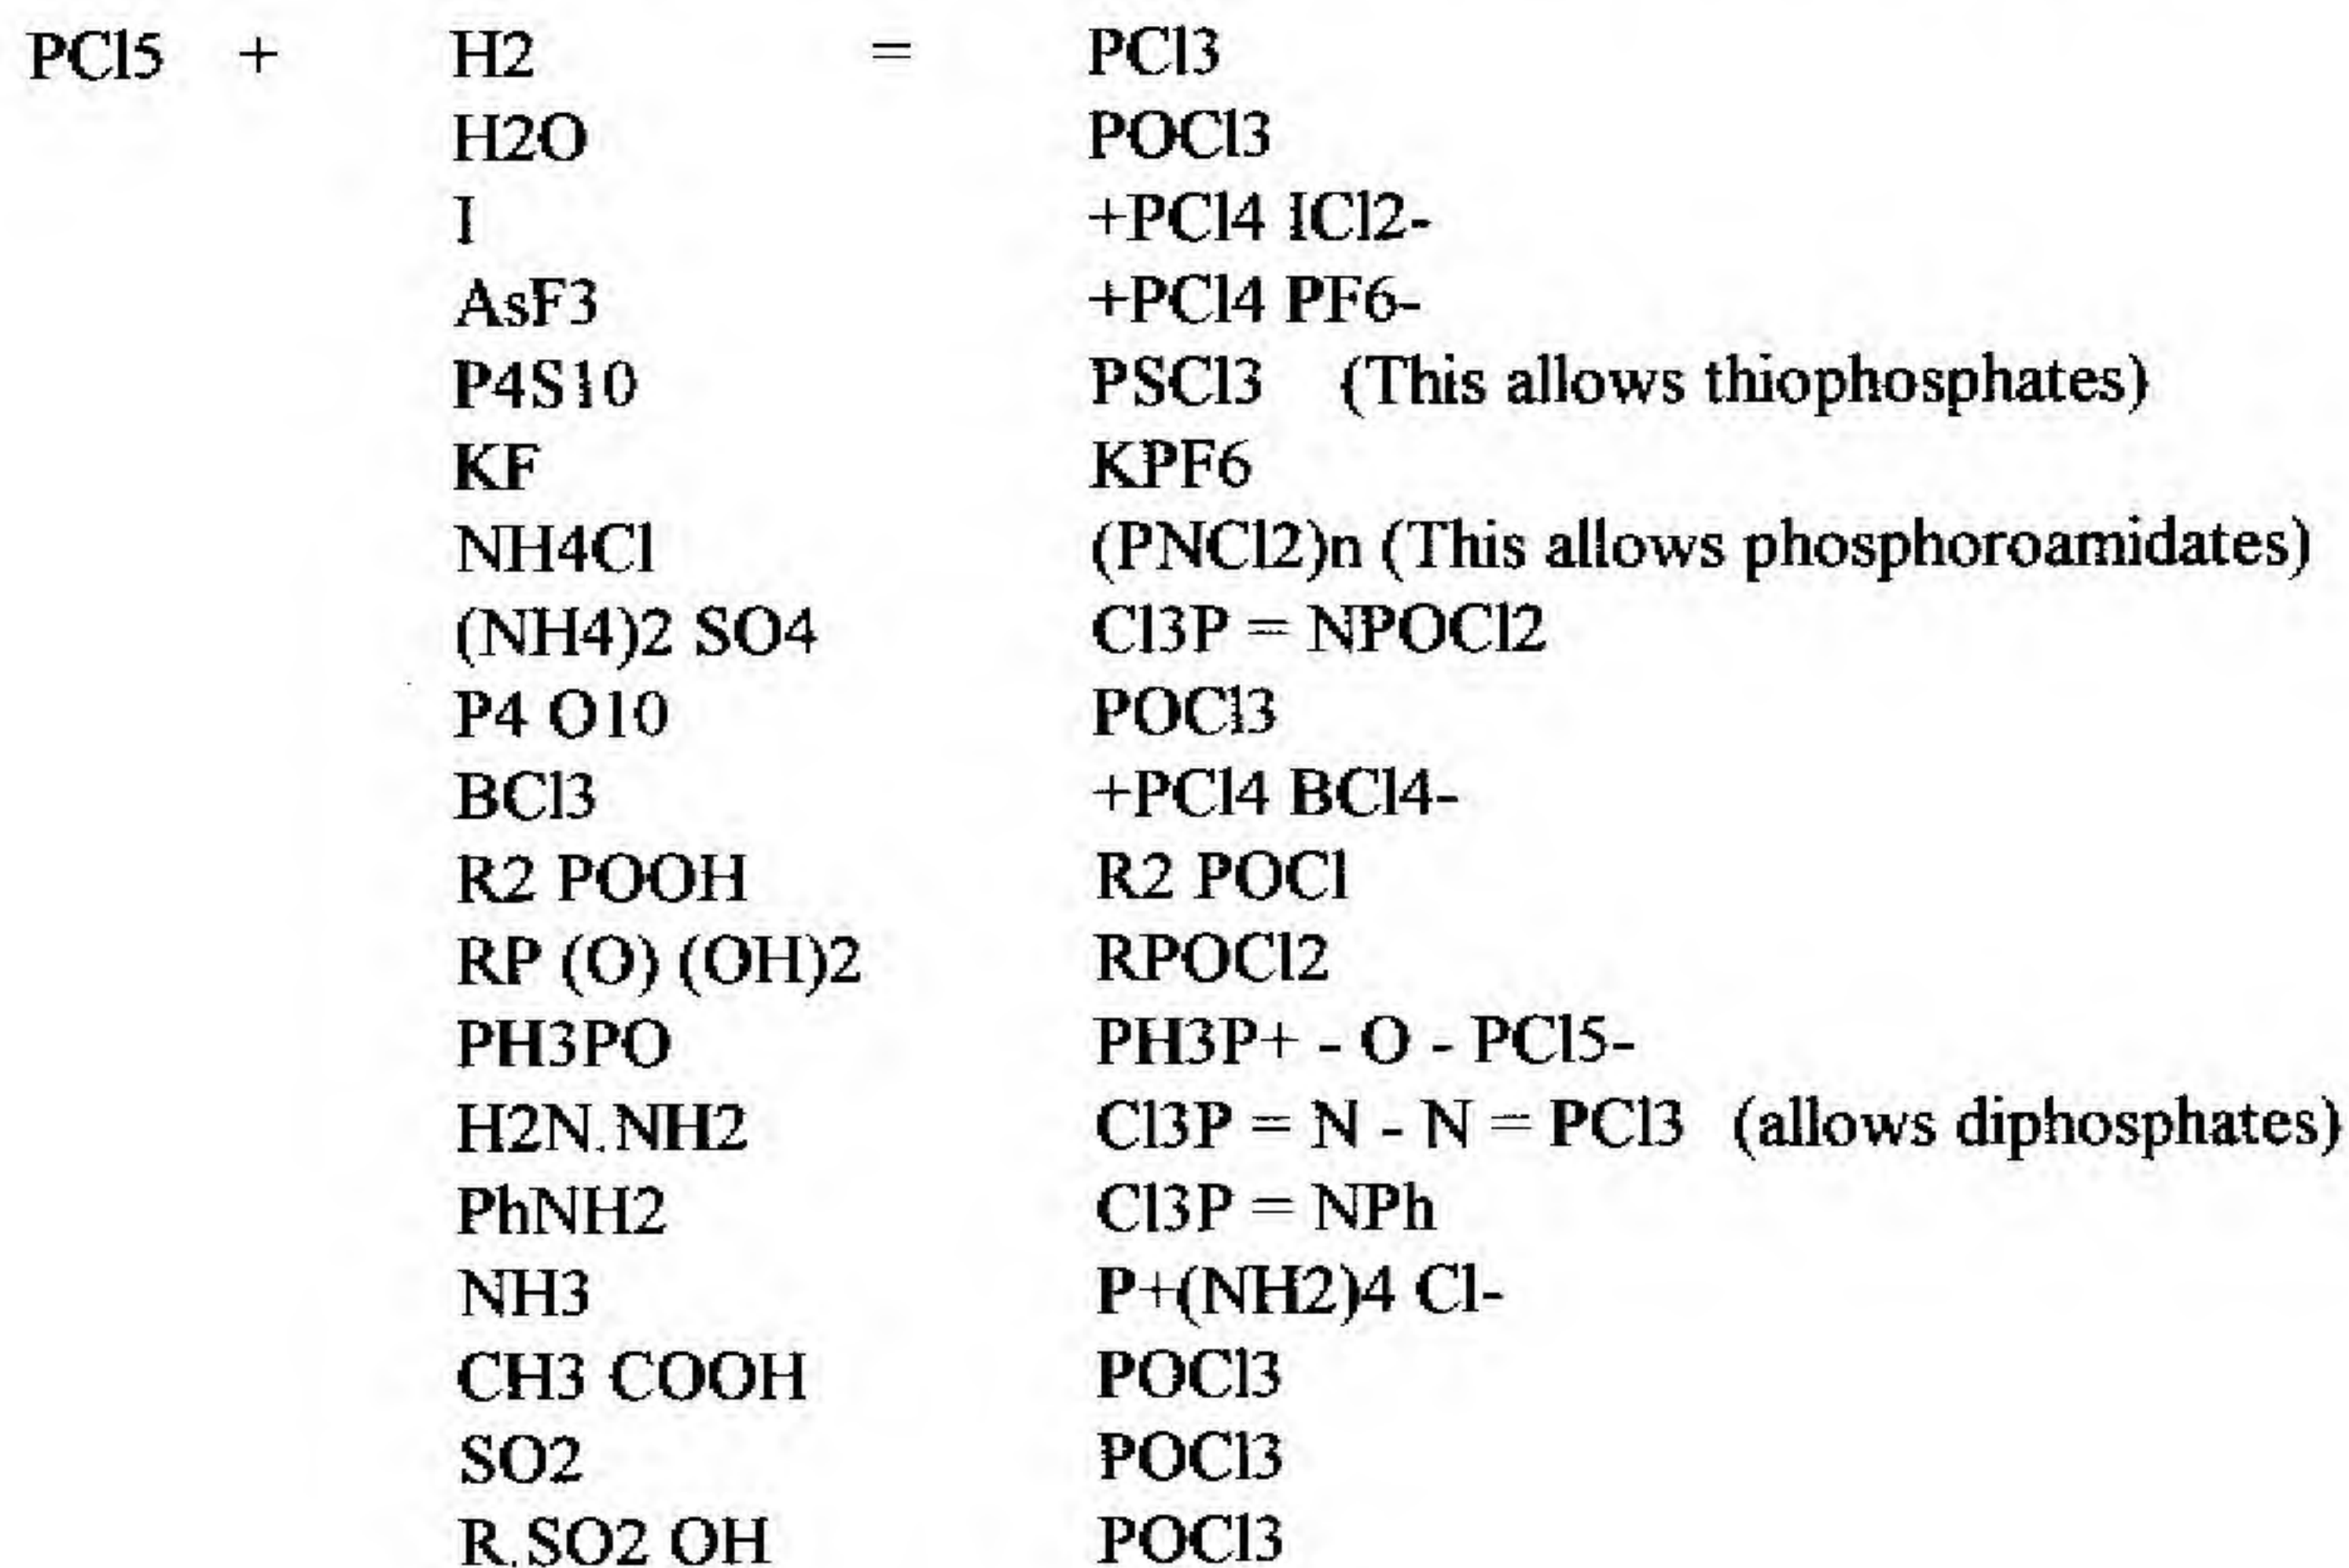 PCl5 + H2 = PCl3
H2O POCl3
I +PCl4 ICl2-
AsF3 +PCl4 PF6-
P4S10 PSCl3 (This allows thiophosphates)
KF KPF6
NH4Cl (PNCl2)n (This allows phosphoroamidates)
(NH4)2 SO4 Cl3P = NPOCl2
P4 O10 POCl3
BCl3 +PCl4 BCl4-
R2 POOH R2 POCl
RP (O) (OH)2 RPOCl2
PH3PO PH3P+ - O - PCl5-
H2N.NH2 Cl3P = N - N = PCl3 (allows diphosphates)
PhNH2 Cl3P = NPh
NH3 P+(NH2)4 Cl-
CH3 COOH POCl3
SO2 POCl3
R.SO2 OH POCl3